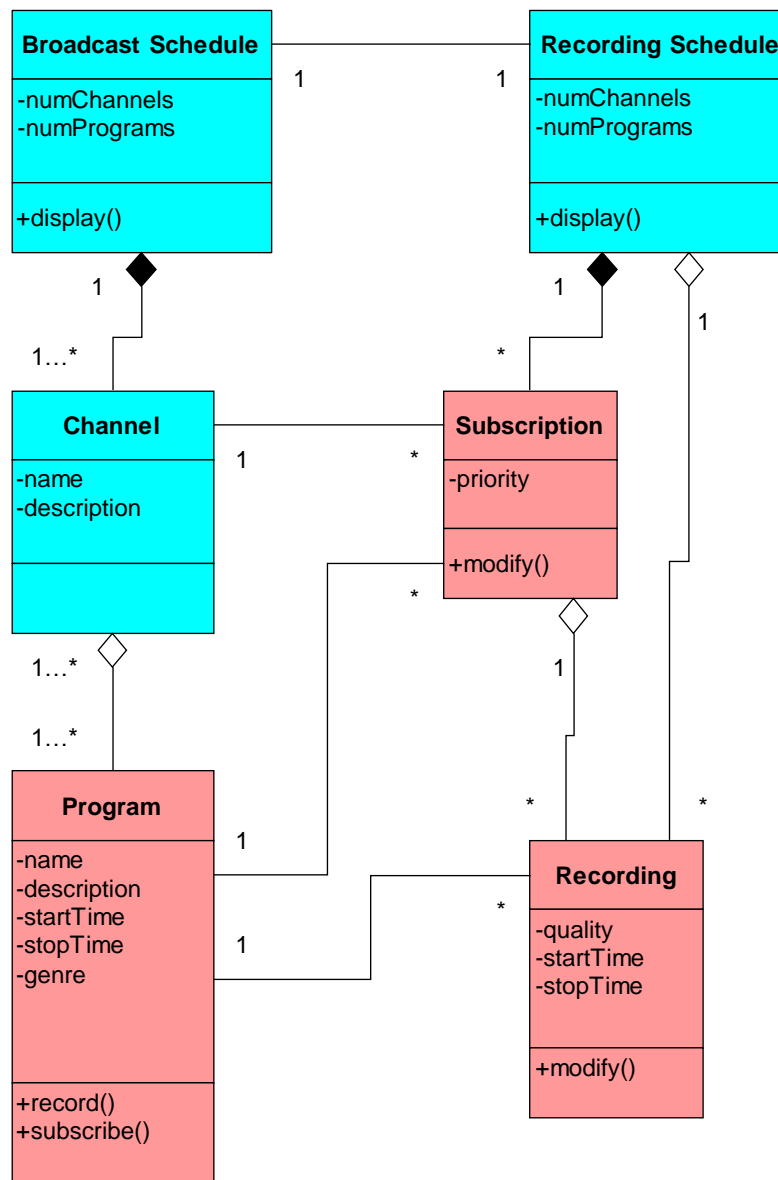 Broadcast Schedule
-numChannels
-numPrograms
+display()
Recording Schedule
-numChannels
-numPrograms
+display()
1
1
1
1…*
1
*
1
Channel
-name
-description
Subscription
-priority
+modify()
1
*
*
1…*
1…*
1
*
*
Program
-name
-description
-startTime
-stopTime
-genre
+record()
+subscribe()
1
1
*
Recording
-quality
-startTime
-stopTime
+modify()